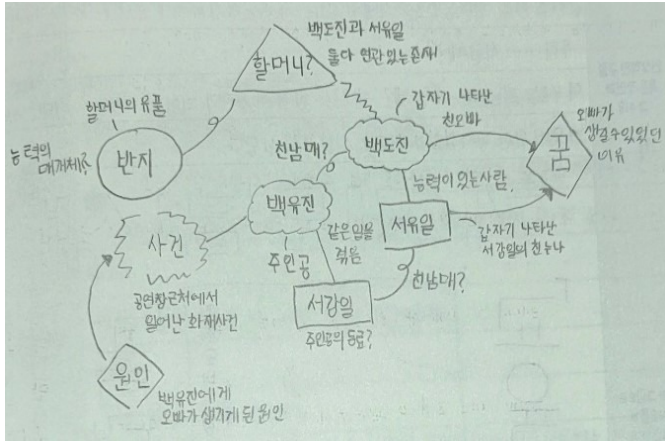 백도진과 서유일
둘다 연관 있는 존재!
할머니?
할머니의 유품
능력의
매개체?
반지
갑자기 나타난
친오빠
백도진
친남매?
오빠가
생길수 있었던
이유
꿈
능력이 있는 사람.
백유진
서유일
사건
주인공
같은 일을
겪음
갑자기 나타난
서강일의 친누나
친남매?
공연장근처에서
일어난 화재사건
서강일
주인공의 동료?
원인
백유진에게
오빠가 생기게 된 원인